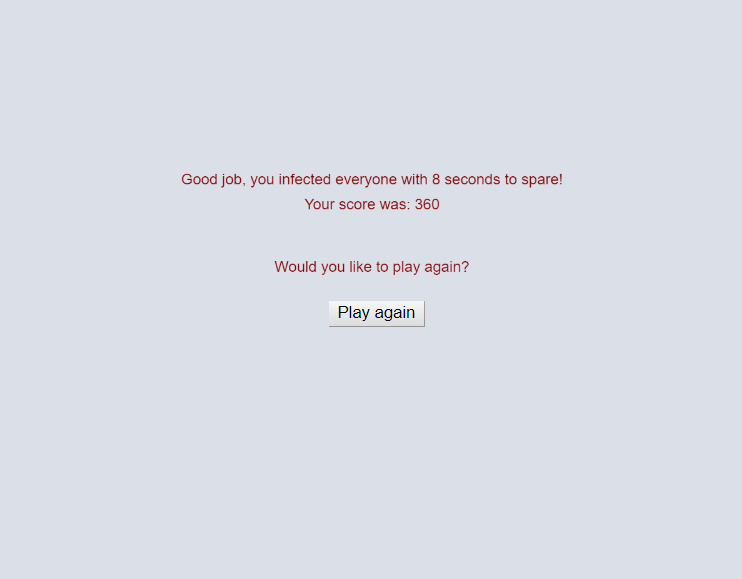 Good job, you infected everyone with 8 seconds to spare!
Your score was: 360
Would you like to play again?
Play again